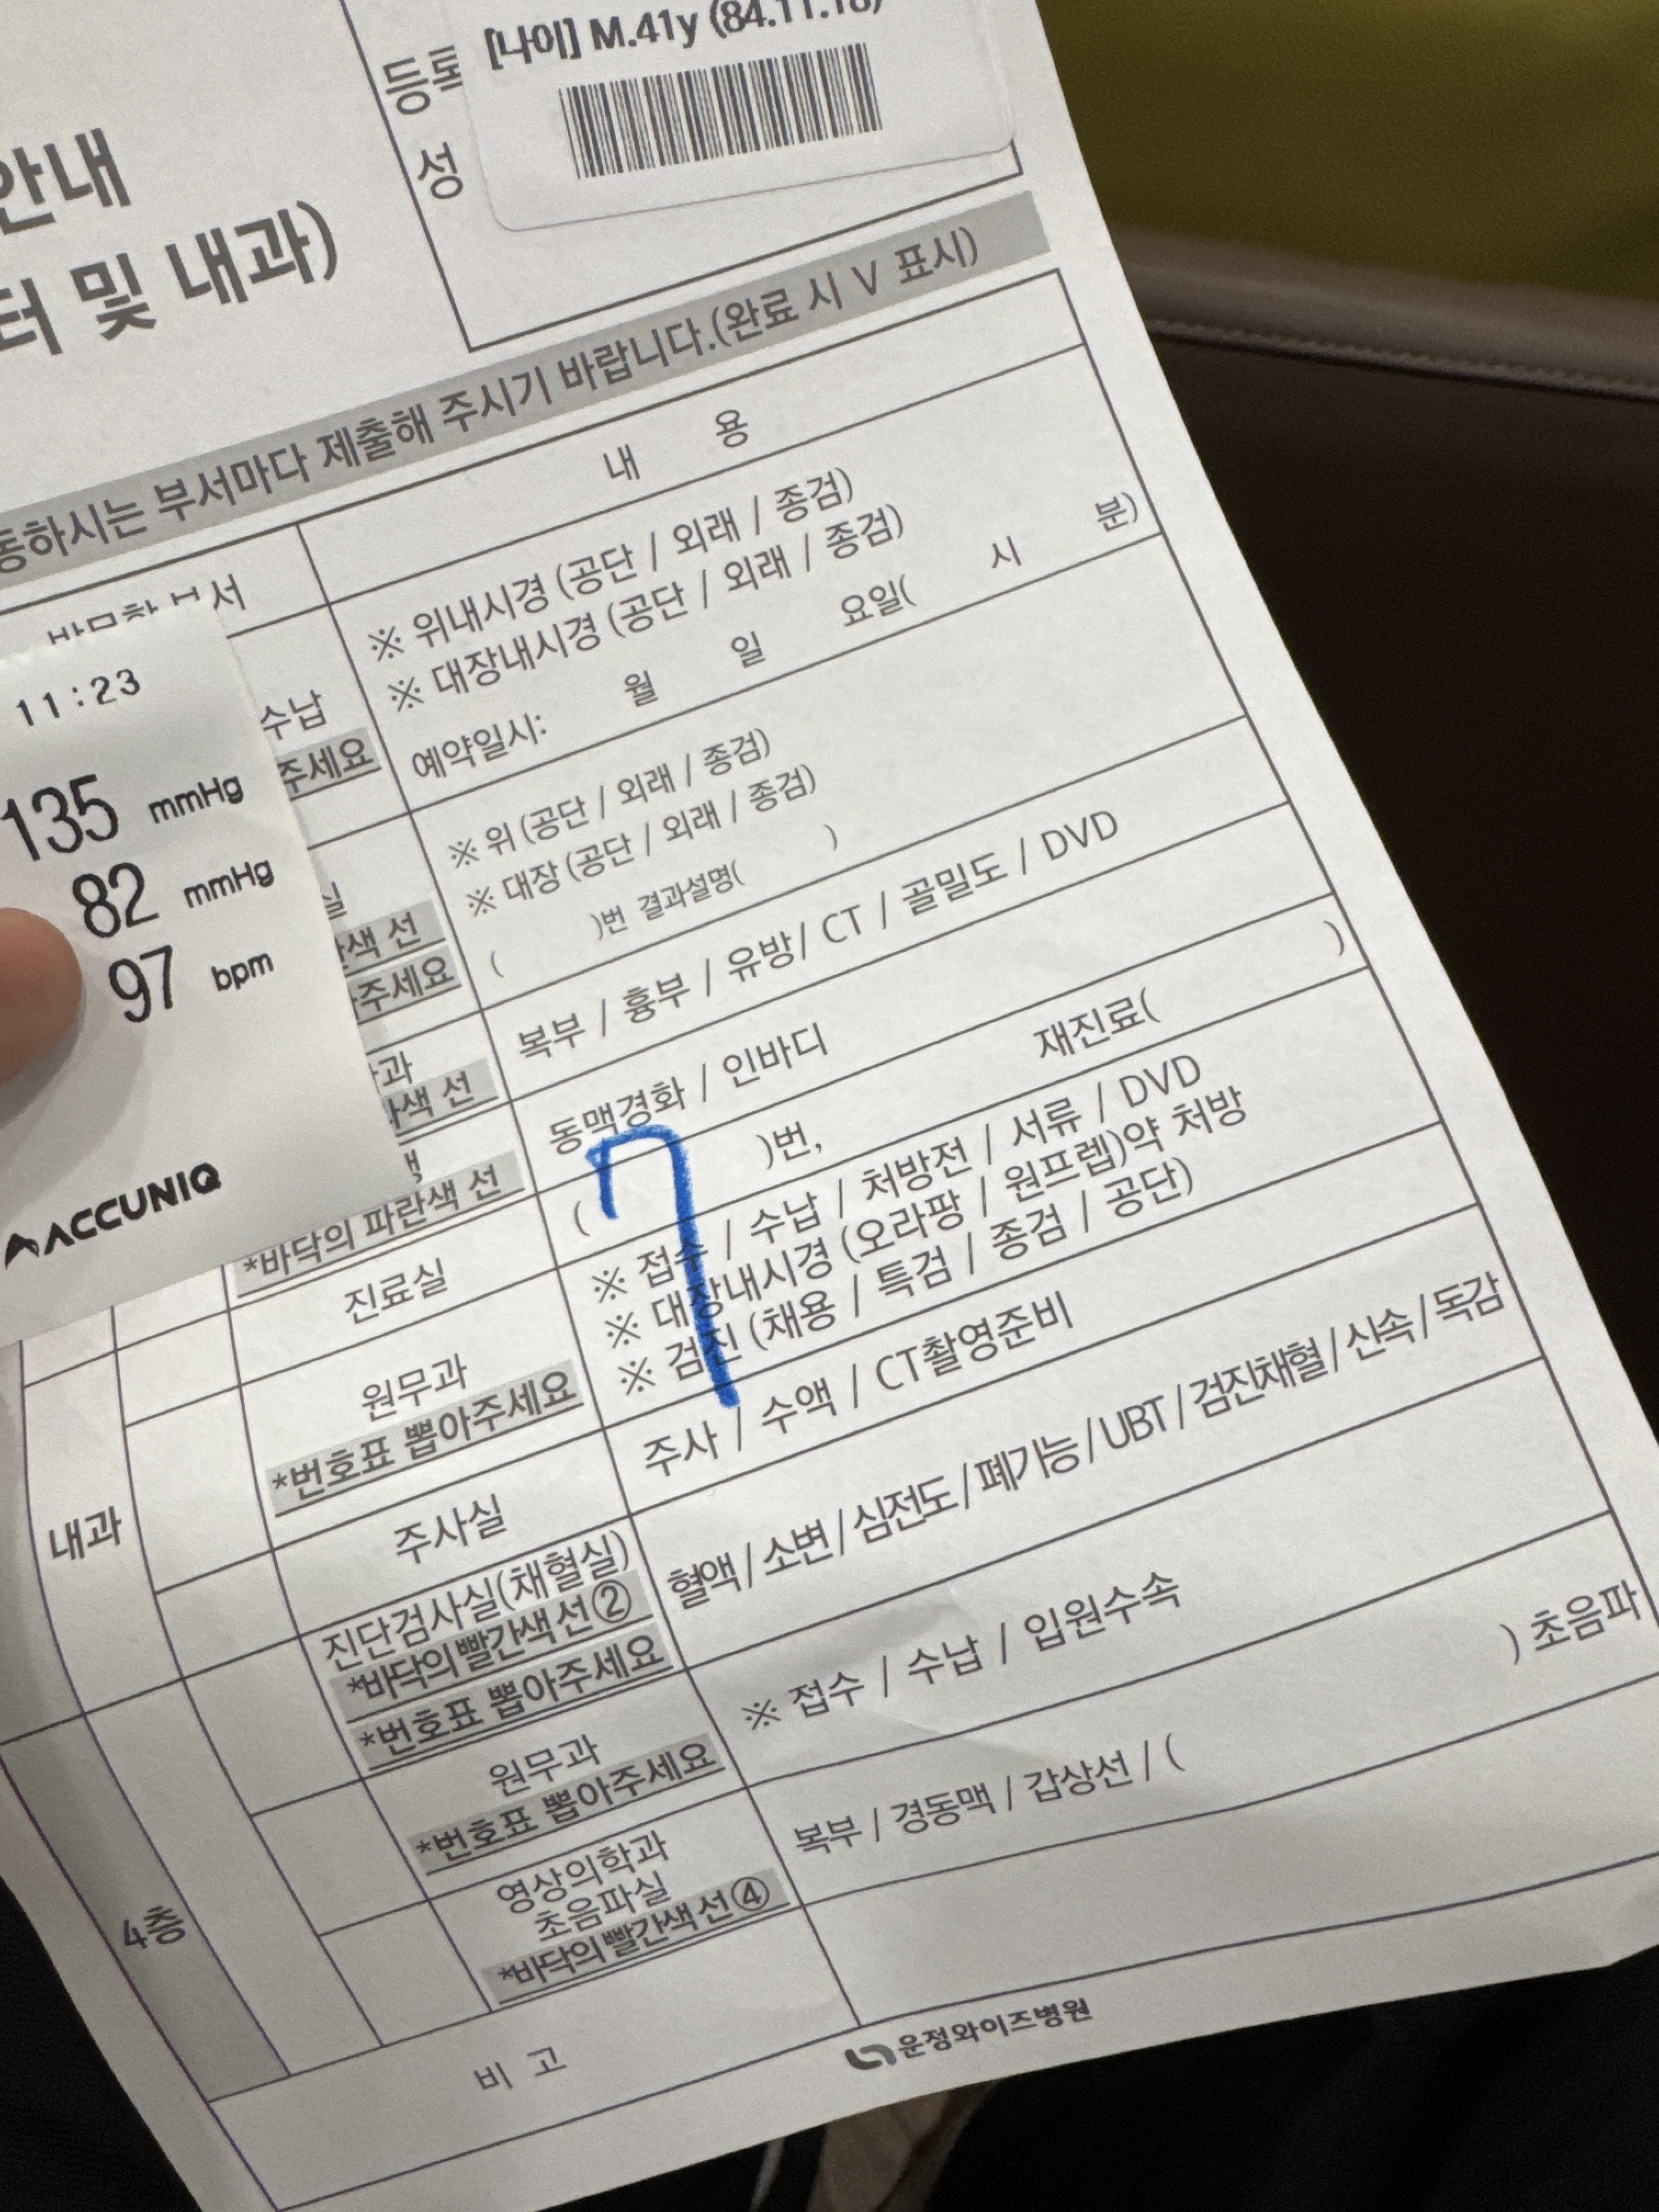 [나이] M.41y (84.11.18)
등록
성
안내
터 및 내과)
동하시는 부서마다 제출해 주시기 바랍니다.(완료 시 V 표시)
내 용
11:23
135 mmHg
82 mmHg
97 bpm
ACCUNIQ
수납
주세요
※ 위내시경 (공단 / 외래 / 종검)
※ 대장내시경 (공단 / 외래 / 종검)
예약일시: 월 일 요일( 시 분)
색 선
주세요
※ 위 (공단 / 외래 / 종검)
※ 대장 (공단 / 외래 / 종검)
( )번 결과설명( )
과
색 선
복부 / 흉부 / 유방 / CT / 골밀도 / DVD
*바닥의 파란색 선
동맥경화 / 인바디
내과
진료실
( 7 )번, 재진료( )
원무과
*번호표 뽑아주세요
※ 접수 / 수납 / 처방전 / 서류 / DVD
※ 대장내시경 (오라팡 / 원프렙)약 처방
※ 검진 (채용 / 특검 / 종검 / 공단)
주사실
주사 / 수액 / CT촬영준비
진단검사실(채혈실)
*바닥의 빨간색 선②
*번호표 뽑아주세요
혈액 / 소변 / 심전도 / 폐기능 / UBT / 검진채혈 / 신속 / 독감
4층
원무과
*번호표 뽑아주세요
※ 접수 / 수납 / 입원수속
영상의학과
초음파실
*바닥의 빨간색 선④
복부 / 경동맥 / 갑상선 / ( ) 초음파
비 고
운정와이즈병원